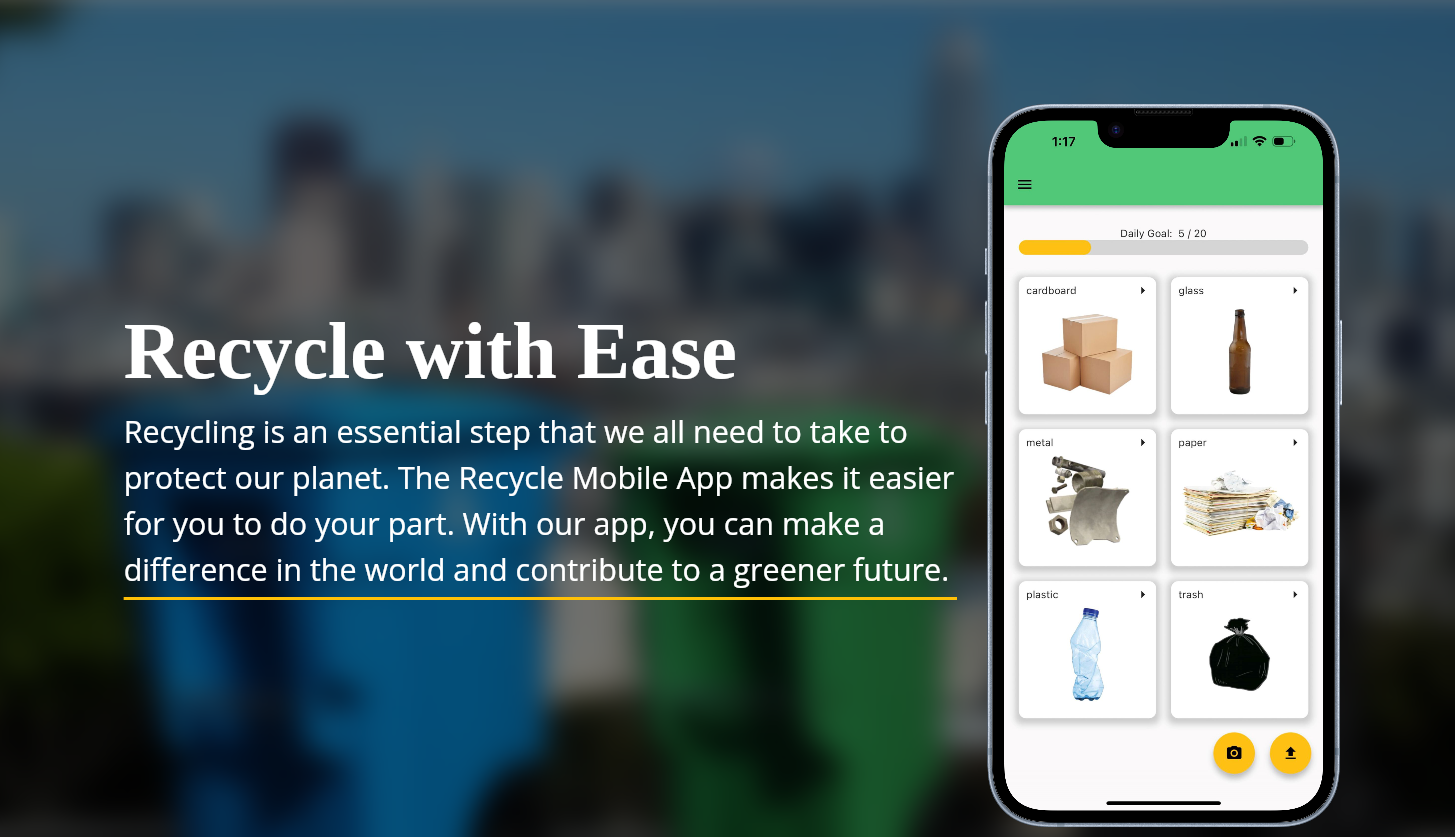 Recycle with Ease
Recycling is an essential step that we all need to take to
protect our planet. The Recycle Mobile App makes it easier
for you to do your part. With our app, you can make a
difference in the world and contribute to a greener future.
1:17
Daily Goal: 5 / 20
cardboard
glass
metal
paper
plastic
trash